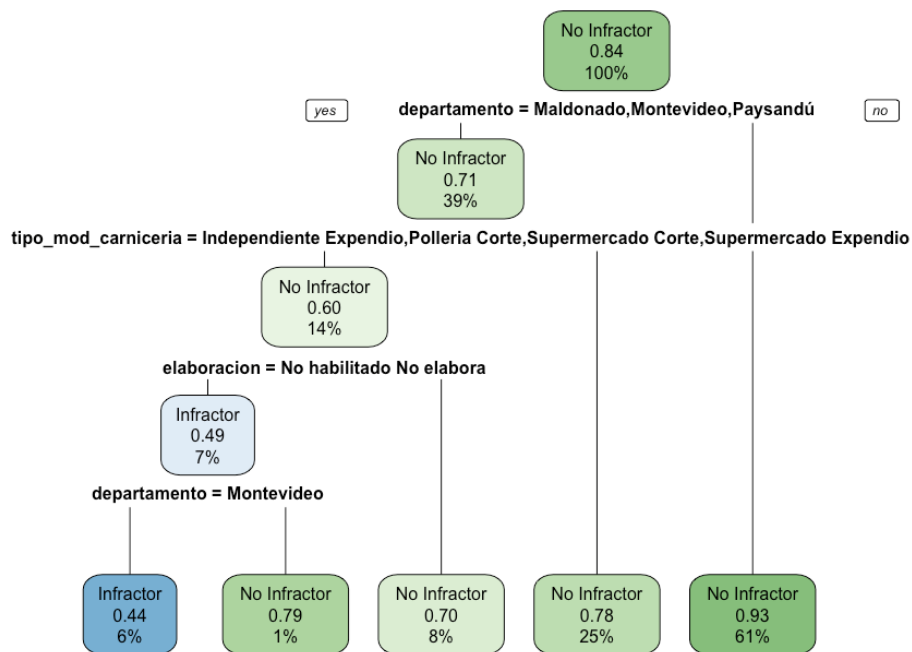 No Infractor
0.84
100%
yes
departamento = Maldonado,Montevideo,Paysandú
no
No Infractor
0.71
39%
tipo_mod_carniceria = Independiente Expendio,Polleria Corte,Supermercado Corte,Supermercado Expendio
No Infractor
0.60
14%
elaboracion = No habilitado No elabora
Infractor
0.49
7%
departamento = Montevideo
Infractor
0.44
6%
No Infractor
0.79
1%
No Infractor
0.70
8%
No Infractor
0.78
25%
No Infractor
0.93
61%